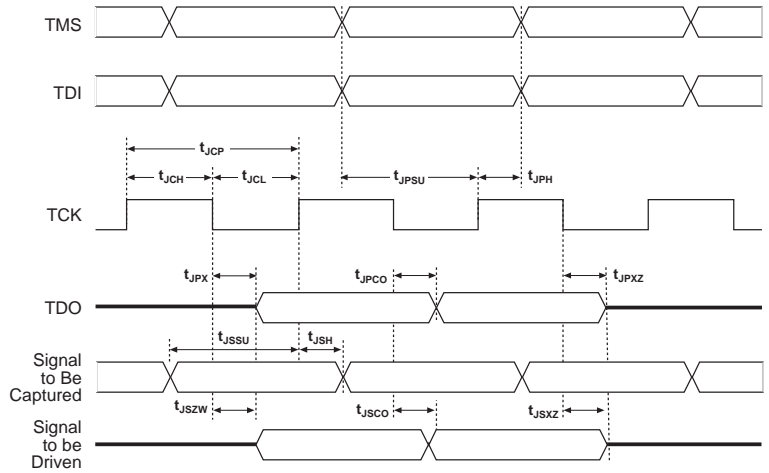 TMS
TDI
tJCP
tJCH
tJCL
tJPSU
tJPH
TCK
tJPX
tJPCO
tJPXZ
TDO
tJSSU
tJSH
Signal
to Be
Captured
tJSZW
tJSCO
tJSXZ
Signal
to be
Driven